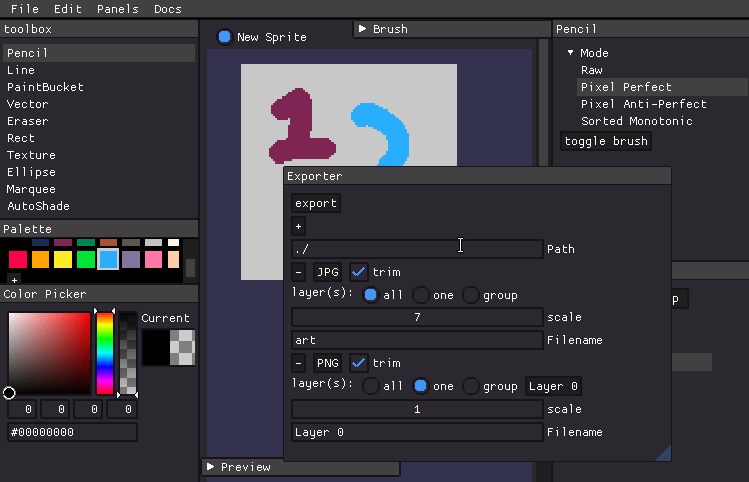 File Edit Panels Docs
toolbox
Pencil
Line
PaintBucket
Vector
Eraser
Rect
Texture
Ellipse
Marquee
AutoShade
Palette
+
Color Picker
Current
0 0 0 0
#00000000
New Sprite
Brush
12
Exporter
export
+
./ Path
- JPG trim
layer(s): all one group
7 scale
art Filename
- PNG trim
layer(s): all one group Layer 0
1 scale
Layer 0 Filename
Preview
Pencil
Mode
Raw
Pixel Perfect
Pixel Anti-Perfect
Sorted Monotonic
toggle brush
p